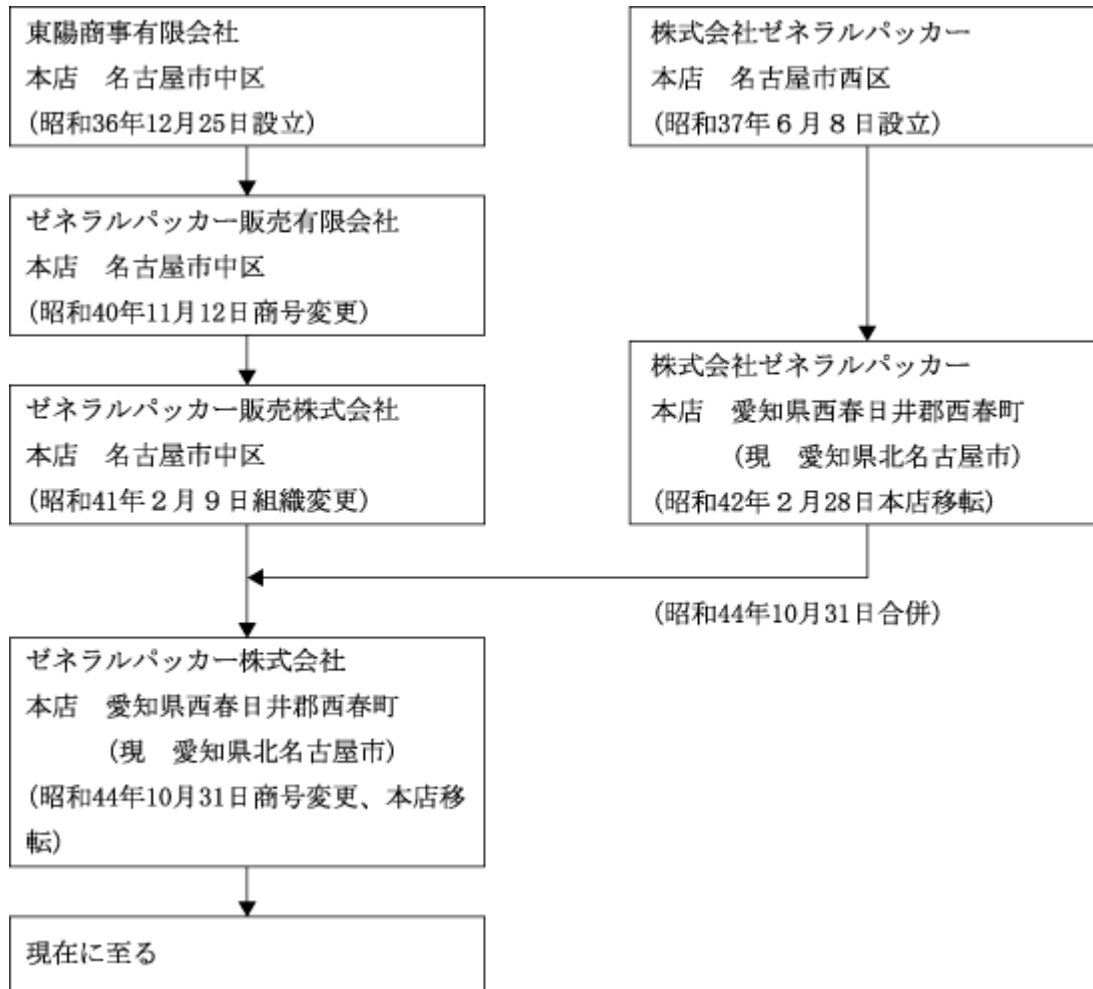 東陽商事有限会社
本店　名古屋市中区
(昭和36年12月25日設立)
ゼネラルパッカー販売有限会社
本店　名古屋市中区
(昭和40年11月12日商号変更)
ゼネラルパッカー販売株式会社
本店　名古屋市中区
(昭和41年２月９日組織変更)
株式会社ゼネラルパッカー
本店　名古屋市西区
(昭和37年６月８日設立)
株式会社ゼネラルパッカー
本店　愛知県西春日井郡西春町
(現　愛知県北名古屋市)
(昭和42年２月28日本店移転)
(昭和44年10月31日合併)
ゼネラルパッカー株式会社
本店　愛知県西春日井郡西春町
(現　愛知県北名古屋市)
(昭和44年10月31日商号変更、本店移
転)
現在に至る